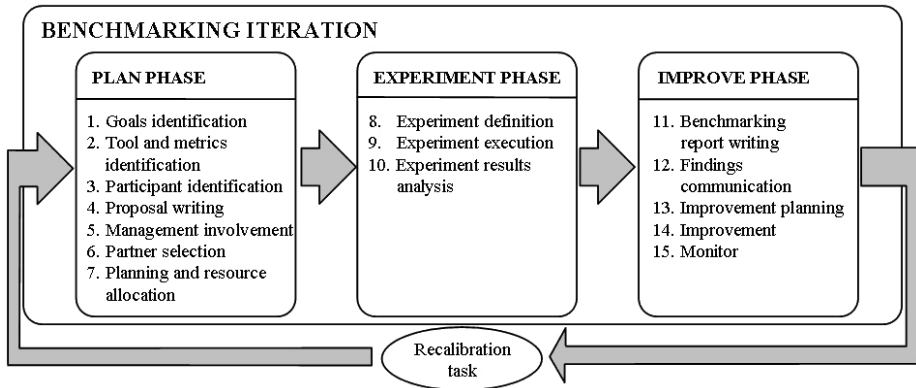 BENCHMARKING ITERATION
PLAN PHASE
1. Goals identification
2. Tool and metrics
identification
3. Participant identification
4. Proposal writing
5. Management involvement
6. Partner selection
7. Planning and resource
allocation
EXPERIMENT PHASE
8. Experiment definition
9. Experiment execution
10. Experiment results
analysis
IMPROVE PHASE
11. Benchmarking
report writing
12. Findings
communication
13. Improvement planning
14. Improvement
15. Monitor
Recalibration
task